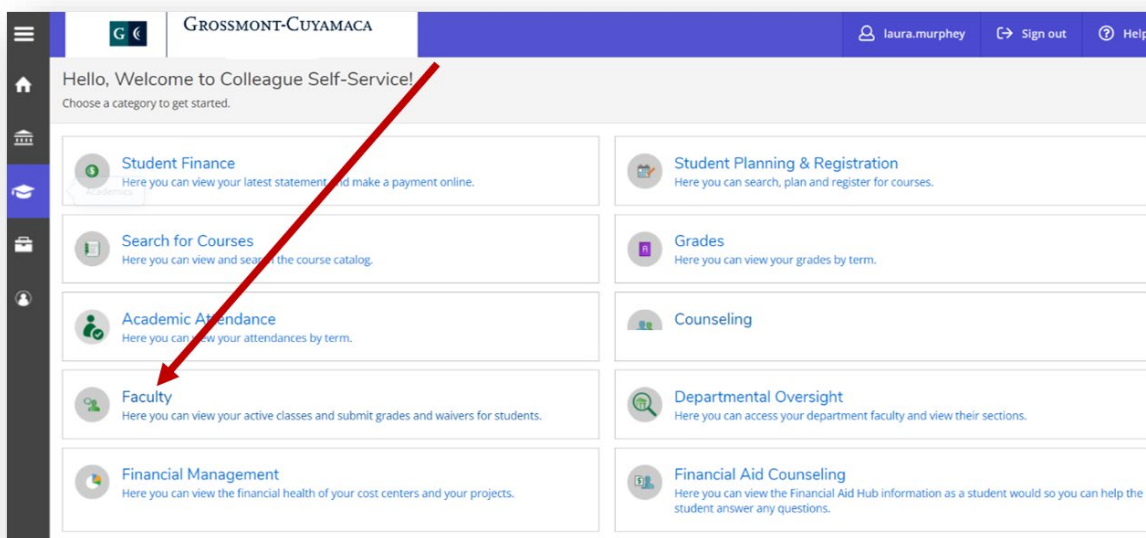 G C
GROSSMONT-CUYAMACA
laura.murphey
Sign out
Help
Hello, Welcome to Colleague Self-Service!
Choose a category to get started.
Student Finance
Here you can view your latest statement and make a payment online.
Student Planning & Registration
Here you can search, plan and register for courses.
Academics
Search for Courses
Here you can view and search the course catalog.
Grades
Here you can view your grades by term.
Academic Attendance
Here you can view your attendances by term.
Counseling
Faculty
Here you can view your active classes and submit grades and waivers for students.
Departmental Oversight
Here you can access your department faculty and view their sections.
Financial Management
Here you can view the financial health of your cost centers and your projects.
Financial Aid Counseling
Here you can view the Financial Aid Hub information as a student would so you can help the
student answer any questions.